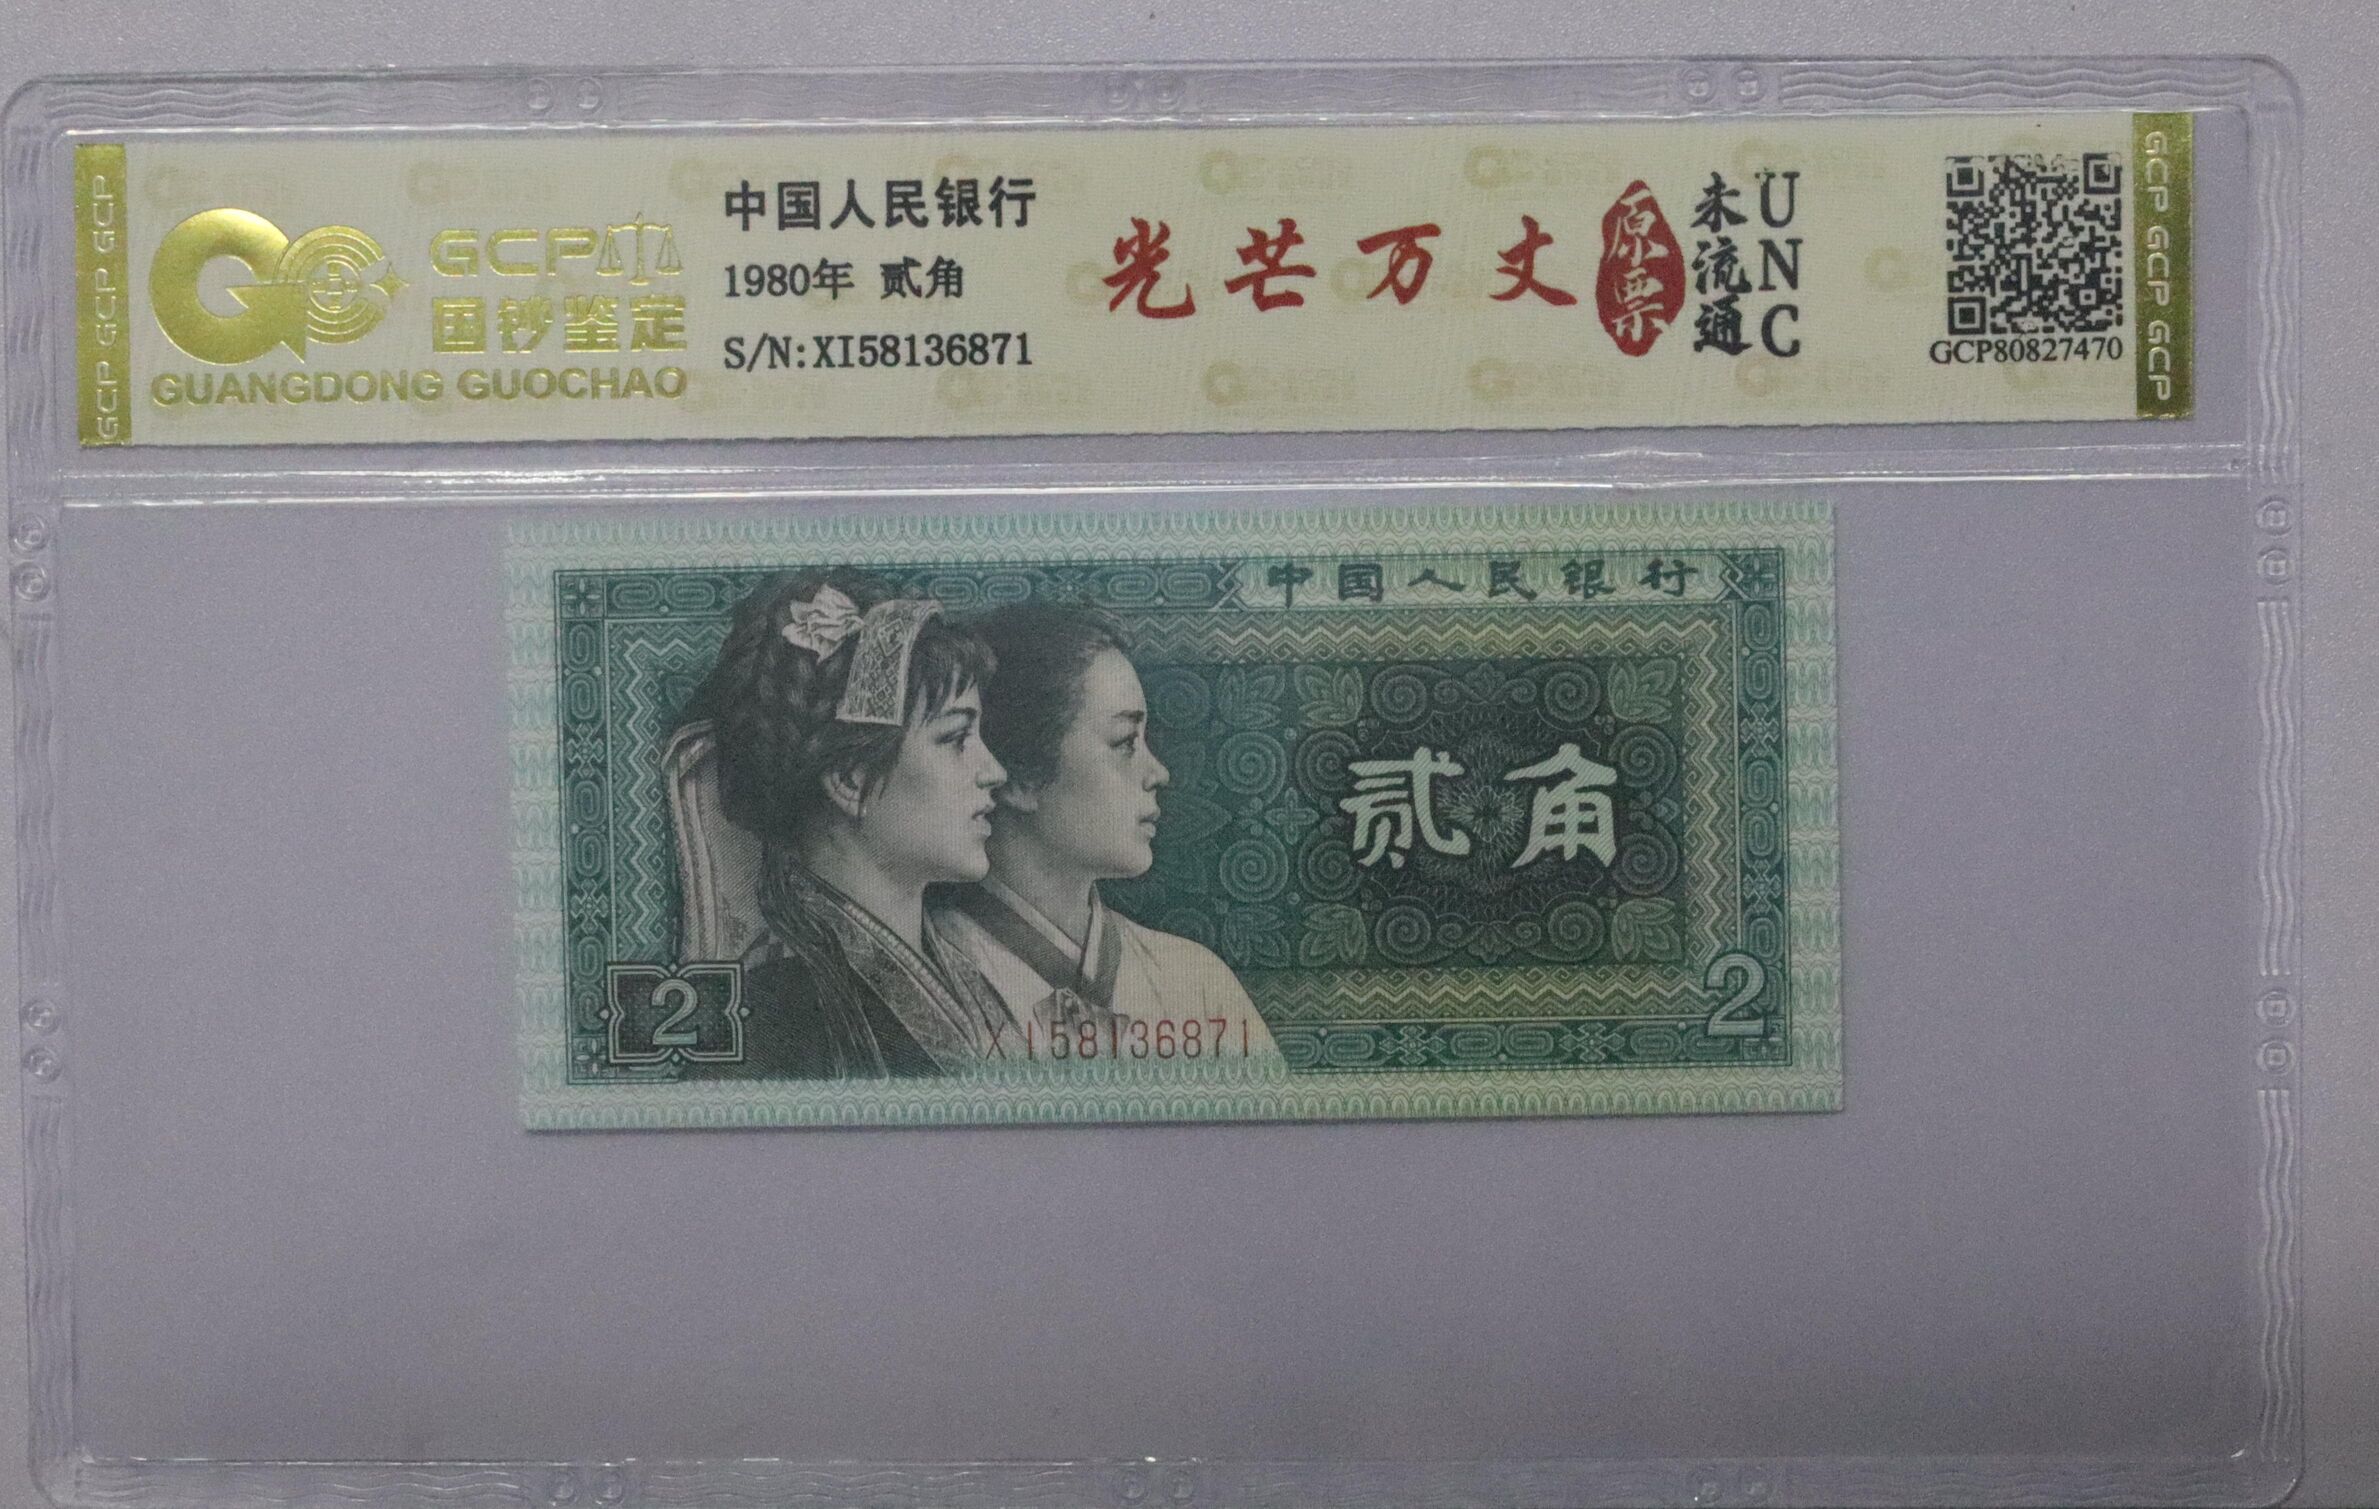 GCP GCP GCP
GCP
国钞鉴定
GUANGDONG GUOCHAO
中国人民银行
1980年 贰角
S/N:XI58136871
光芒万丈
原票
未流通
UNC
GCP80827470
GCP GCP GCP
中国人民银行
贰角
2
XI58136871
2